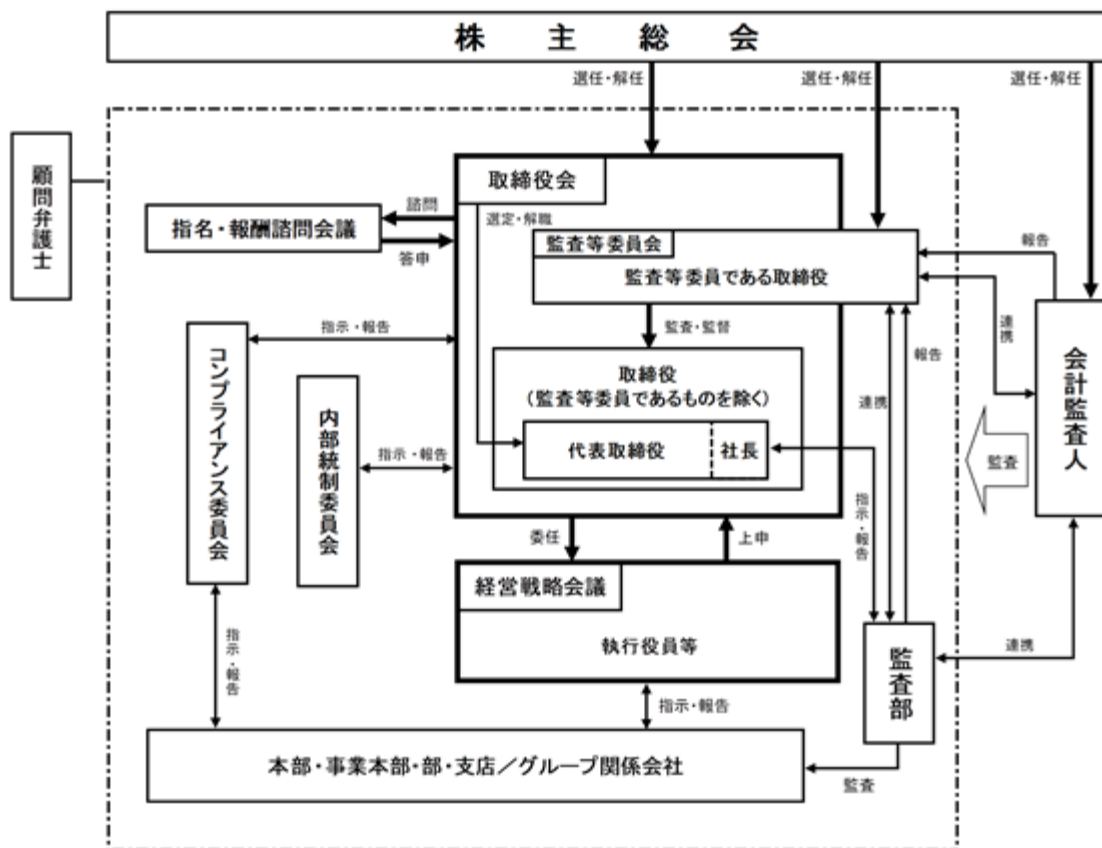 株主総会
選任・解任
選任・解任
選任・解任
顧問弁護士
取締役会
諮問
指名・報酬諮問会議
答申
選定・解職
監査等委員会
監査等委員である取締役
報告
連携
監査・監督
指示・報告
コンプライアンス委員会
取締役
(監査等委員であるものを除く)
連携
報告
会計監査人
内部統制委員会
指示・報告
代表取締役
社長
監査
指示・報告
委任
上申
経営戦略会議
執行役員等
監査部
連携
指示・報告
指示・報告
本部・事業本部・部・支店／グループ関係会社
監査